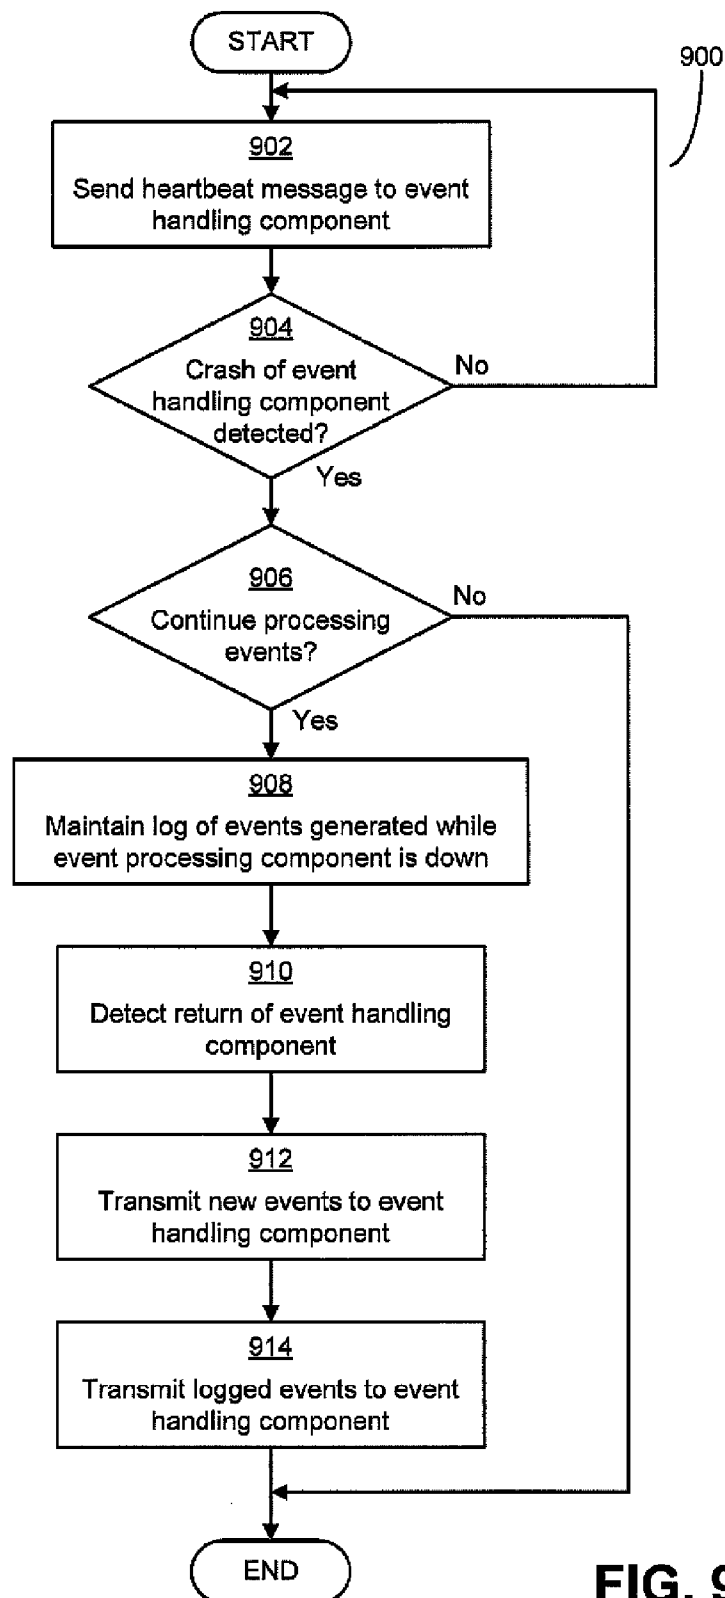 START
900
902
Send heartbeat message to event
handling component
904
Crash of event
handling component
detected?
No
Yes
906
Continue processing
events?
No
Yes
908
Maintain log of events generated while
event processing component is down
910
Detect return of event handling
component
912
Transmit new events to event
handling component
914
Transmit logged events to event
handling component
END
FIG. 9